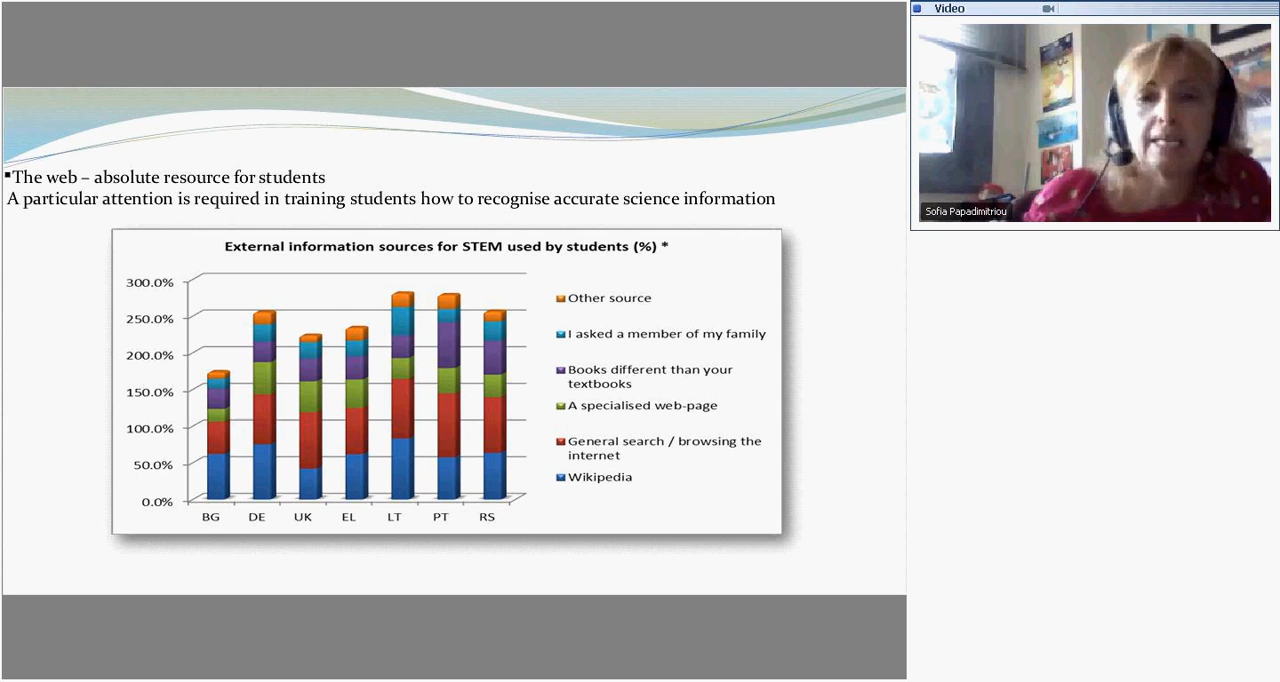 Video
Sofia Papadimitriou
▪The web – absolute resource for students
A particular attention is required in training students how to recognise accurate science information
External information sources for STEM used by students (%) *
300.0%
250.0%
200.0%
150.0%
100.0%
50.0%
0.0%
BG DE UK EL LT PT RS
Other source
I asked a member of my family
Books different than your
textbooks
A specialised web-page
General search / browsing the
internet
Wikipedia